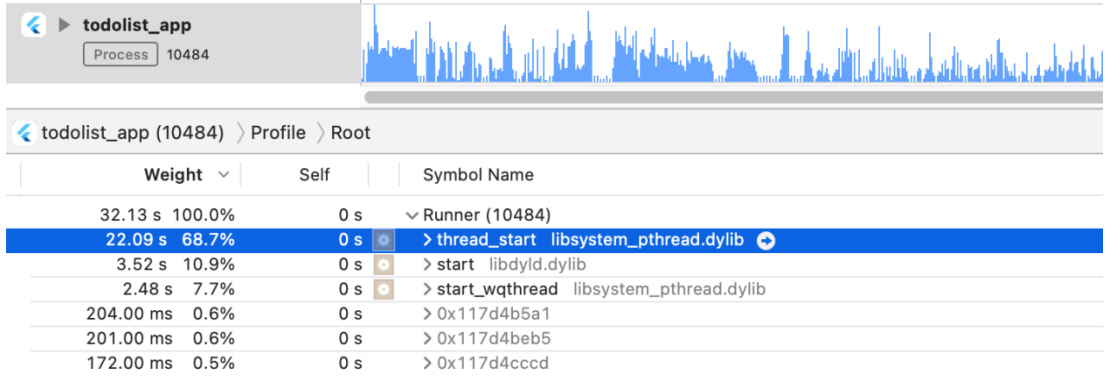 todolist_app
Process 10484
todolist_app (10484) Profile Root
Weight Self Symbol Name
32.13 s 100.0% 0 s Runner (10484)
22.09 s 68.7% 0 s thread_start libsystem_pthread.dylib
3.52 s 10.9% 0 s start libdyld.dylib
2.48 s 7.7% 0 s start_wqthread libsystem_pthread.dylib
204.00 ms 0.6% 0 s 0x117d4b5a1
201.00 ms 0.6% 0 s 0x117d4beb5
172.00 ms 0.5% 0 s 0x117d4cccd